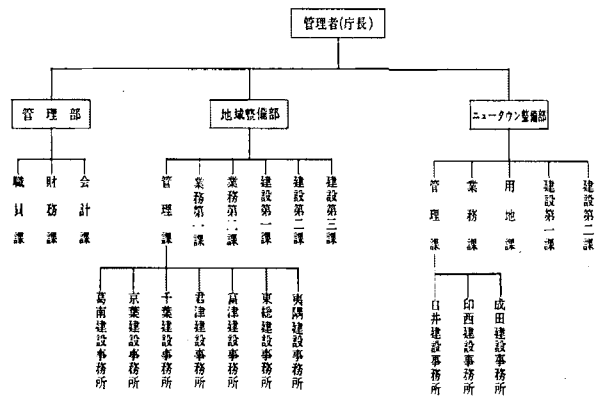 管理者(庁長)
管理部
地域整備部
ニュータウン整備部
職員課
財務課
会計課
管理課
業務第一課
業務第二課
建設第一課
建設第二課
建設第三課
管理課
業務課
用地課
建設第一課
建設第二課
葛南建設事務所
京葉建設事務所
千葉建設事務所
君津建設事務所
富津建設事務所
東総建設事務所
夷隅建設事務所
白井建設事務所
印西建設事務所
成田建設事務所